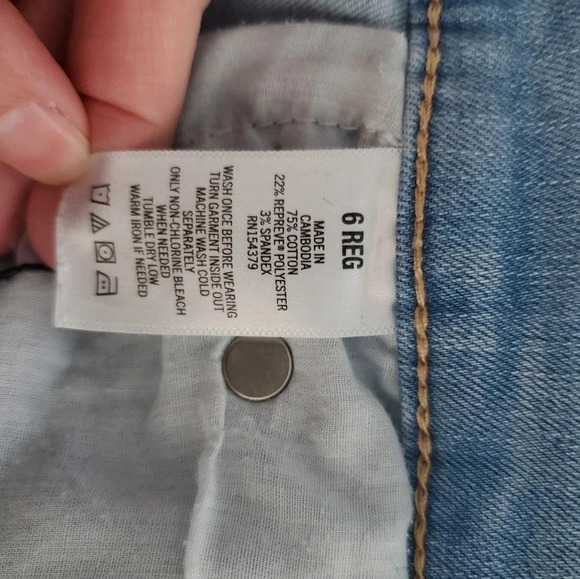 6 REG
MADE IN
CAMBODIA
75% COTTON
22% REPREVE® POLYESTER
3% SPANDEX
RN154379
WASH ONCE BEFORE WEARING
TURN GARMENT INSIDE OUT
MACHINE WASH COLD
SEPARATELY
ONLY NON-CHLORINE BLEACH
WHEN NEEDED
TUMBLE DRY LOW
WARM IRON IF NEEDED